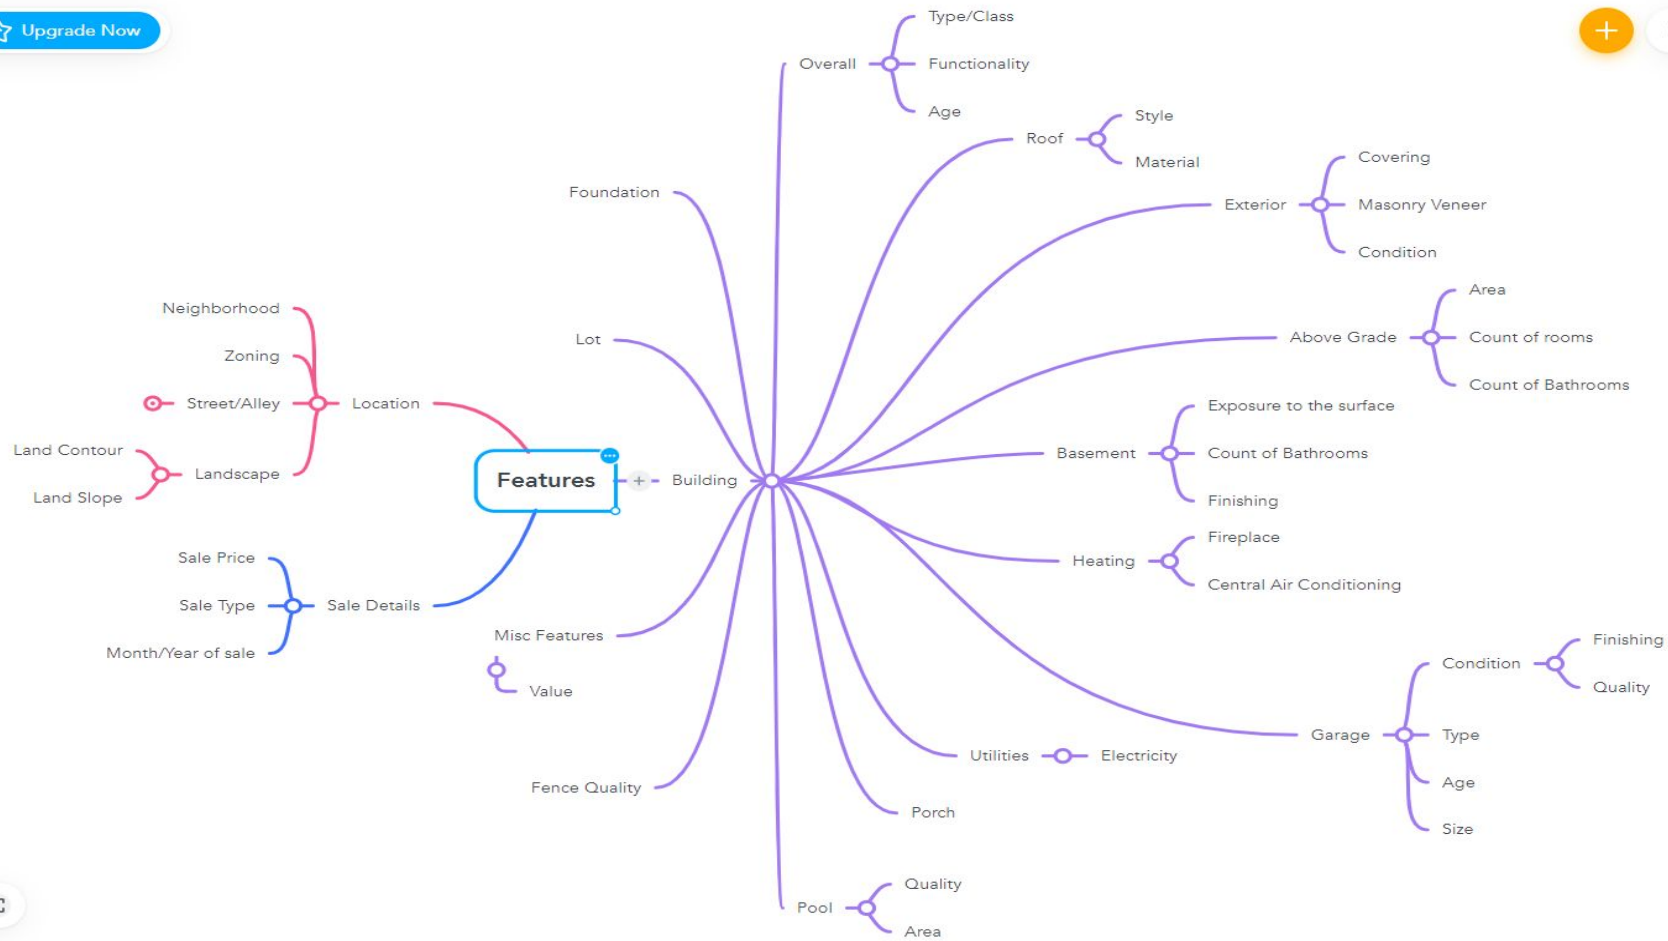 Upgrade Now
Features
Location
Neighborhood
Zoning
Street/Alley
Landscape
Land Contour
Land Slope
Sale Details
Sale Price
Sale Type
Month/Year of sale
Building
Foundation
Lot
Misc Features
Value
Fence Quality
Overall
Type/Class
Functionality
Age
Roof
Style
Material
Exterior
Covering
Masonry Veneer
Condition
Above Grade
Area
Count of rooms
Count of Bathrooms
Basement
Exposure to the surface
Count of Bathrooms
Finishing
Heating
Fireplace
Central Air Conditioning
Garage
Condition
Finishing
Quality
Type
Age
Size
Utilities
Electricity
Porch
Pool
Quality
Area